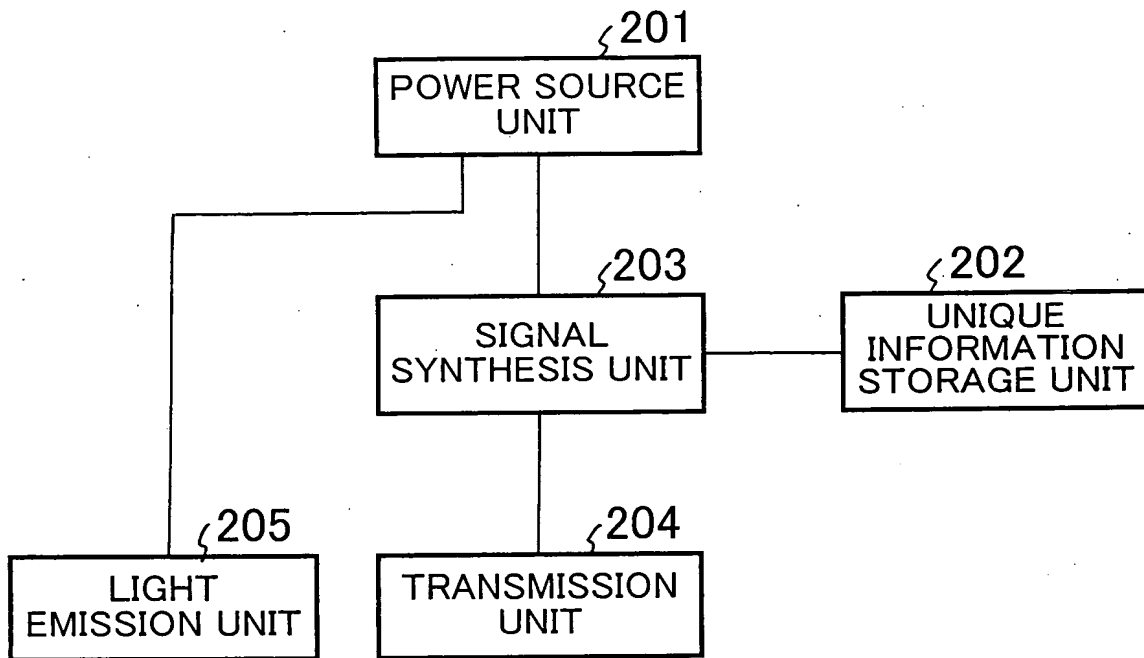 201
POWER SOURCE
UNIT
203
SIGNAL
SYNTHESIS UNIT
202
UNIQUE
INFORMATION
STORAGE UNIT
205
LIGHT
EMISSION UNIT
204
TRANSMISSION
UNIT